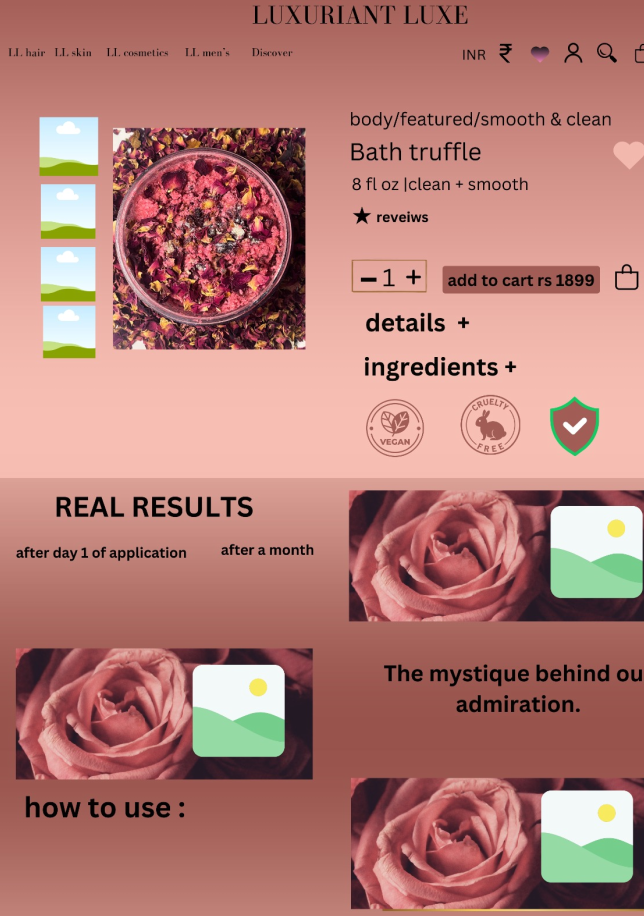 LUXURIANT LUXE
LL hair LL skin LL cosmetics LL men's Discover
INR ₹
body/featured/smooth & clean
Bath truffle
8 fl oz |clean + smooth
★ reveiws
– 1 +
add to cart rs 1899
details +
ingredients +
VEGAN
CRUELTY
FREE
REAL RESULTS
after day 1 of application
after a month
The mystique behind ou
admiration.
how to use :